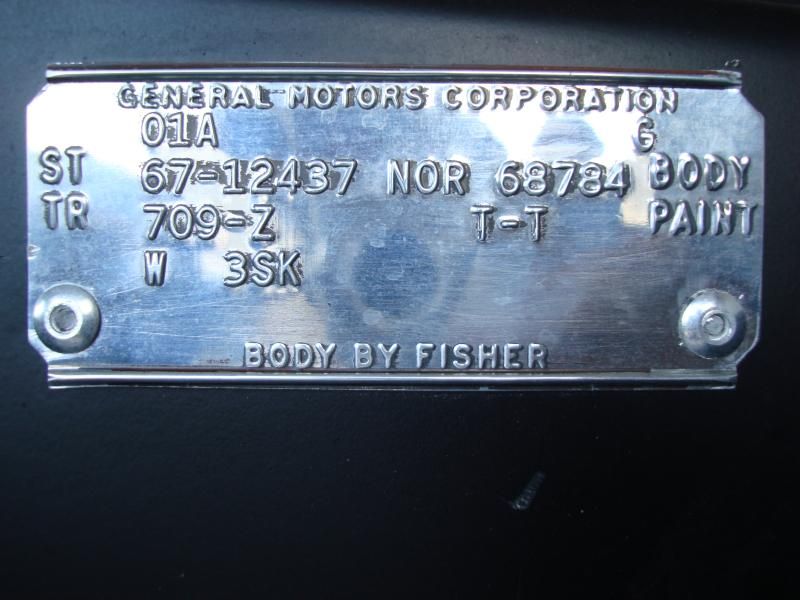 GENERAL MOTORS CORPORATION
01A G
ST 67-12437 NOR 68784 BODY
TR 709-Z T-T PAINT
W 3SK
BODY BY FISHER